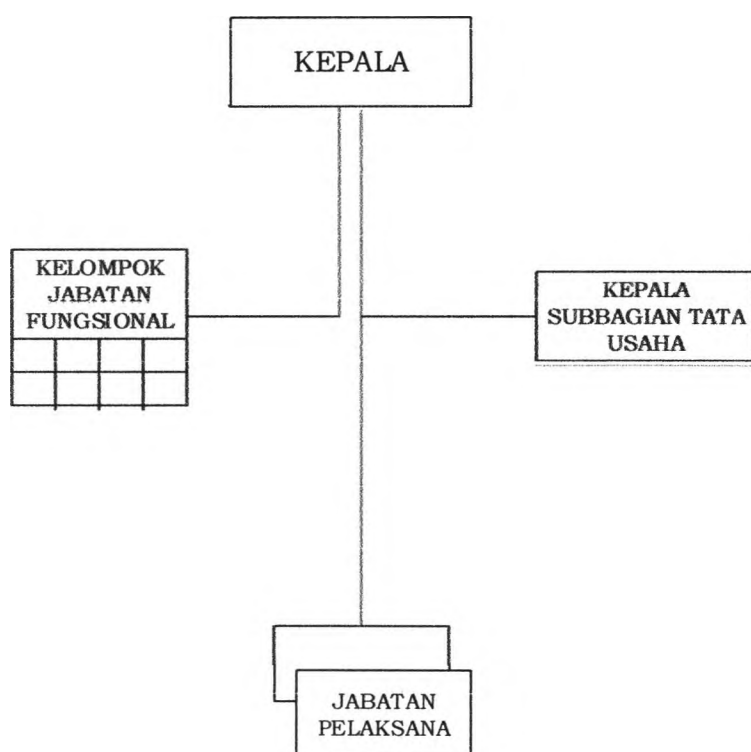 KEPALA
KELOMPOK
JABATAN
FUNGSIONAL
KEPALA
SUBBAGIAN TATA
USAHA
JABATAN
PELAKSANA